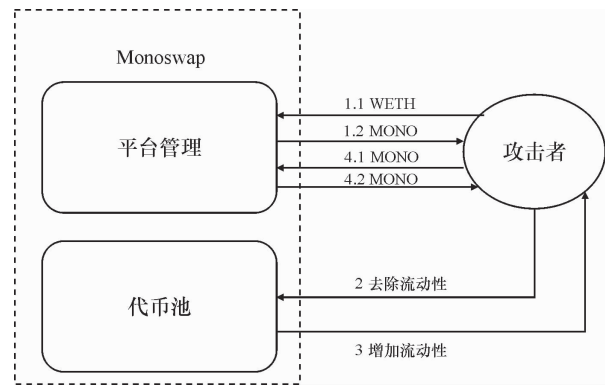 Monoswap
平台管理
1.1 WETH
1.2 MONO
4.1 MONO
4.2 MONO
攻击者
代币池
2 去除流动性
3 增加流动性